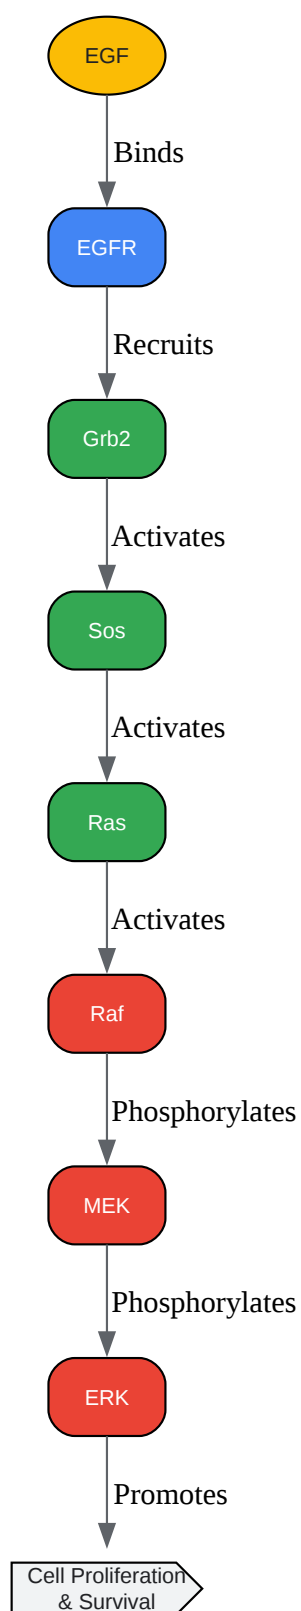 EGF
Binds
EGFR
Recruits
Grb2
Activates
Sos
Activates
Ras
Activates
Raf
Phosphorylates
MEK
Phosphorylates
ERK
Promotes
Cell Proliferation
& Survival